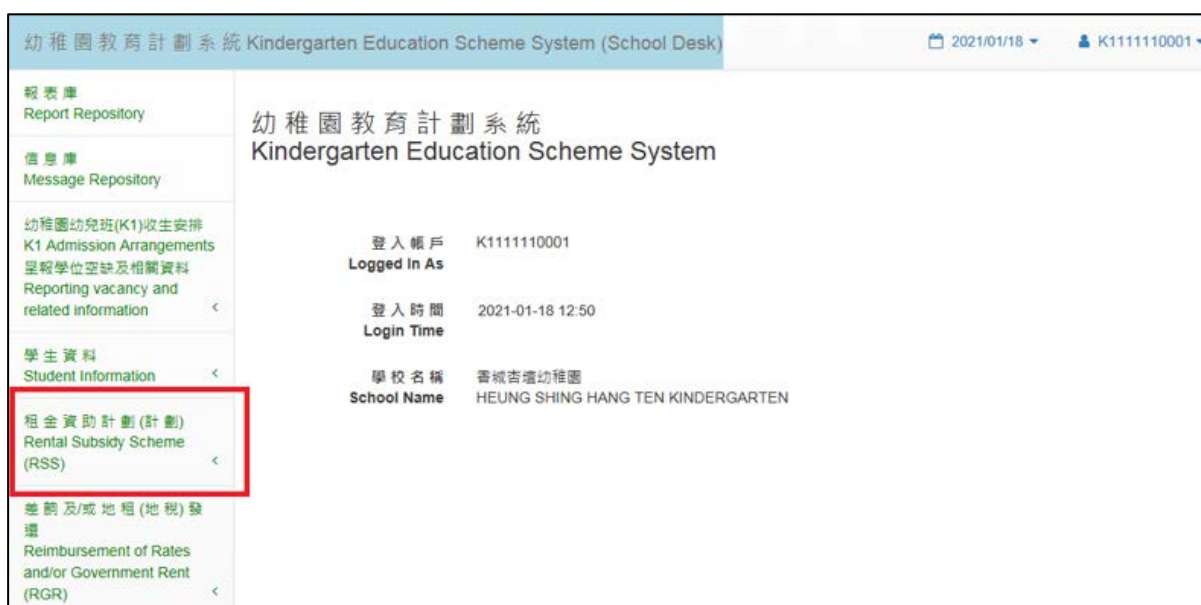 幼稚園教育計劃系統 Kindergarten Education Scheme System (School Desk)
2021/01/18
K1111110001
報表庫
Report Repository
信息庫
Message Repository
幼稚園幼兒班(K1)收生安排
K1 Admission Arrangements
呈報學位空缺及相關資料
Reporting vacancy and
related information
學生資料
Student Information
租金資助計劃(計劃)
Rental Subsidy Scheme
(RSS)
差餉及/或地租(地稅)發
還
Reimbursement of Rates
and/or Government Rent
(RGR)
幼稚園教育計劃系統
Kindergarten Education Scheme System
登入帳戶 K1111110001
Logged In As
登入時間 2021-01-18 12:50
Login Time
學校名稱 香城杏壇幼稚園
School Name HEUNG SHING HANG TEN KINDERGARTEN